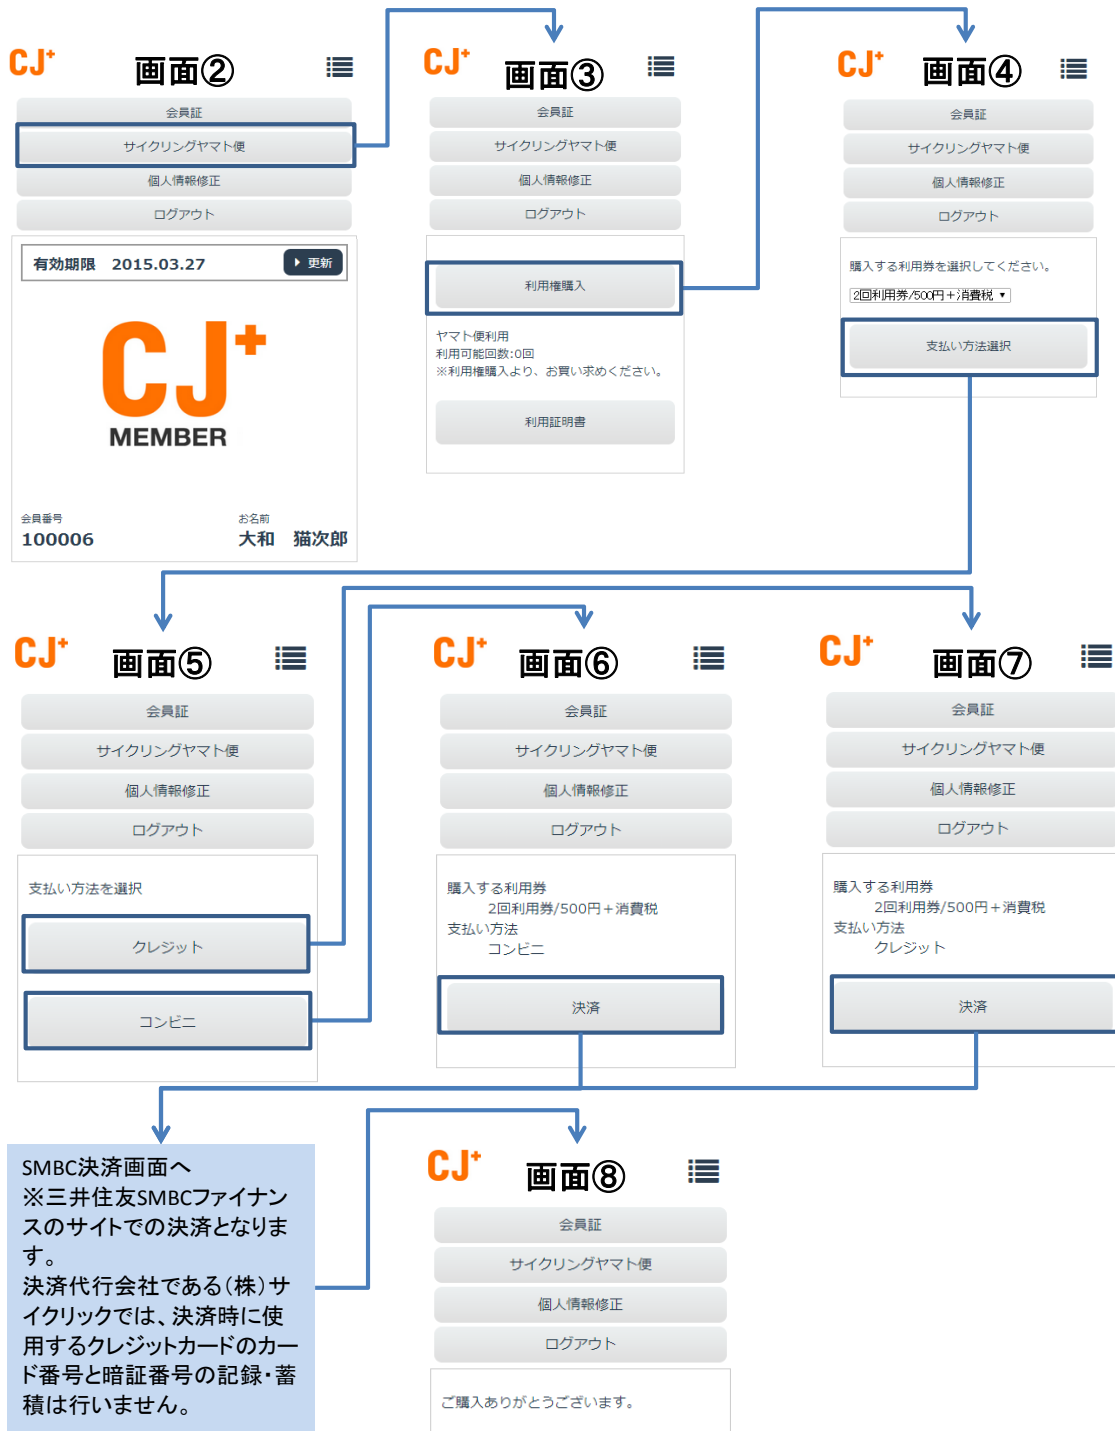 CJ+
画面②
会員証
サイクリングヤマト便
個人情報修正
ログアウト
有効期限 2015.03.27
更新
CJ+
MEMBER
会員番号
100006
お名前
大和 猫次郎
CJ+
画面③
会員証
サイクリングヤマト便
個人情報修正
ログアウト
利用権購入
ヤマト便利用
利用可能回数:0回
※利用権購入より、お買い求めください。
利用証明書
CJ+
画面④
会員証
サイクリングヤマト便
個人情報修正
ログアウト
購入する利用券を選択してください。
2回利用券/500円+消費税
支払い方法選択
CJ+
画面⑤
会員証
サイクリングヤマト便
個人情報修正
ログアウト
支払い方法を選択
クレジット
コンビニ
CJ+
画面⑥
会員証
サイクリングヤマト便
個人情報修正
ログアウト
購入する利用券
2回利用券/500円+消費税
支払い方法
コンビニ
決済
CJ+
画面⑦
会員証
サイクリングヤマト便
個人情報修正
ログアウト
購入する利用券
2回利用券/500円+消費税
支払い方法
クレジット
決済
SMBC決済画面へ
※三井住友SMBCファイナン
スのサイトでの決済となりま
す。
決済代行会社である(株)サ
イクリックでは、決済時に使
用するクレジットカードのカー
ド番号と暗証番号の記録・蓄
積は行いません。
CJ+
画面⑧
会員証
サイクリングヤマト便
個人情報修正
ログアウト
ご購入ありがとうございます。